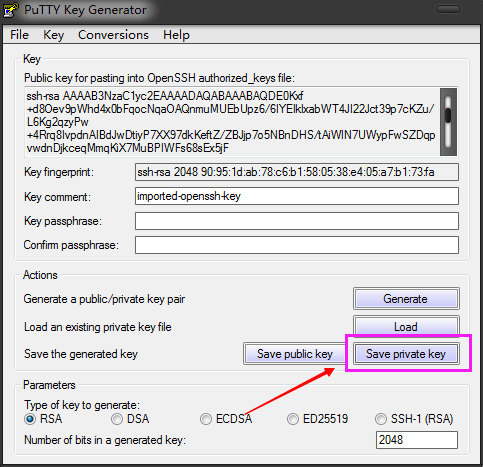 PuTTY Key Generator
File Key Conversions Help
Key
Public key for pasting into OpenSSH authorized_keys file:
ssh-rsa AAAAB3NzaC1yc2EAAAADAQABAAABAQDE0Kxf
+d8Oev9pWhd4x0bFqocNqaOAQnmuMUEbUpz6/6IYElklxabWT4JI22Jct39p7cKZu/
L6Kg2qzyPw
+4Rrq8IvpdnAIBdJwDtiyP7XX97dkKeftZ/ZBJjp7o5NBnDHS/tAiWIN7UWypFwSZDqp
vwdnDjkceqMmqKiX7MuBPIWFs68sEx5jF
Key fingerprint: ssh-rsa 2048 90:95:1d:ab:78:c6:b1:58:05:38:e4:05:a7:b1:73:fa
Key comment: imported-openssh-key
Key passphrase:
Confirm passphrase:
Actions
Generate a public/private key pair Generate
Load an existing private key file Load
Save the generated key Save public key Save private key
Parameters
Type of key to generate:
RSA DSA ECDSA ED25519 SSH-1 (RSA)
Number of bits in a generated key: 2048